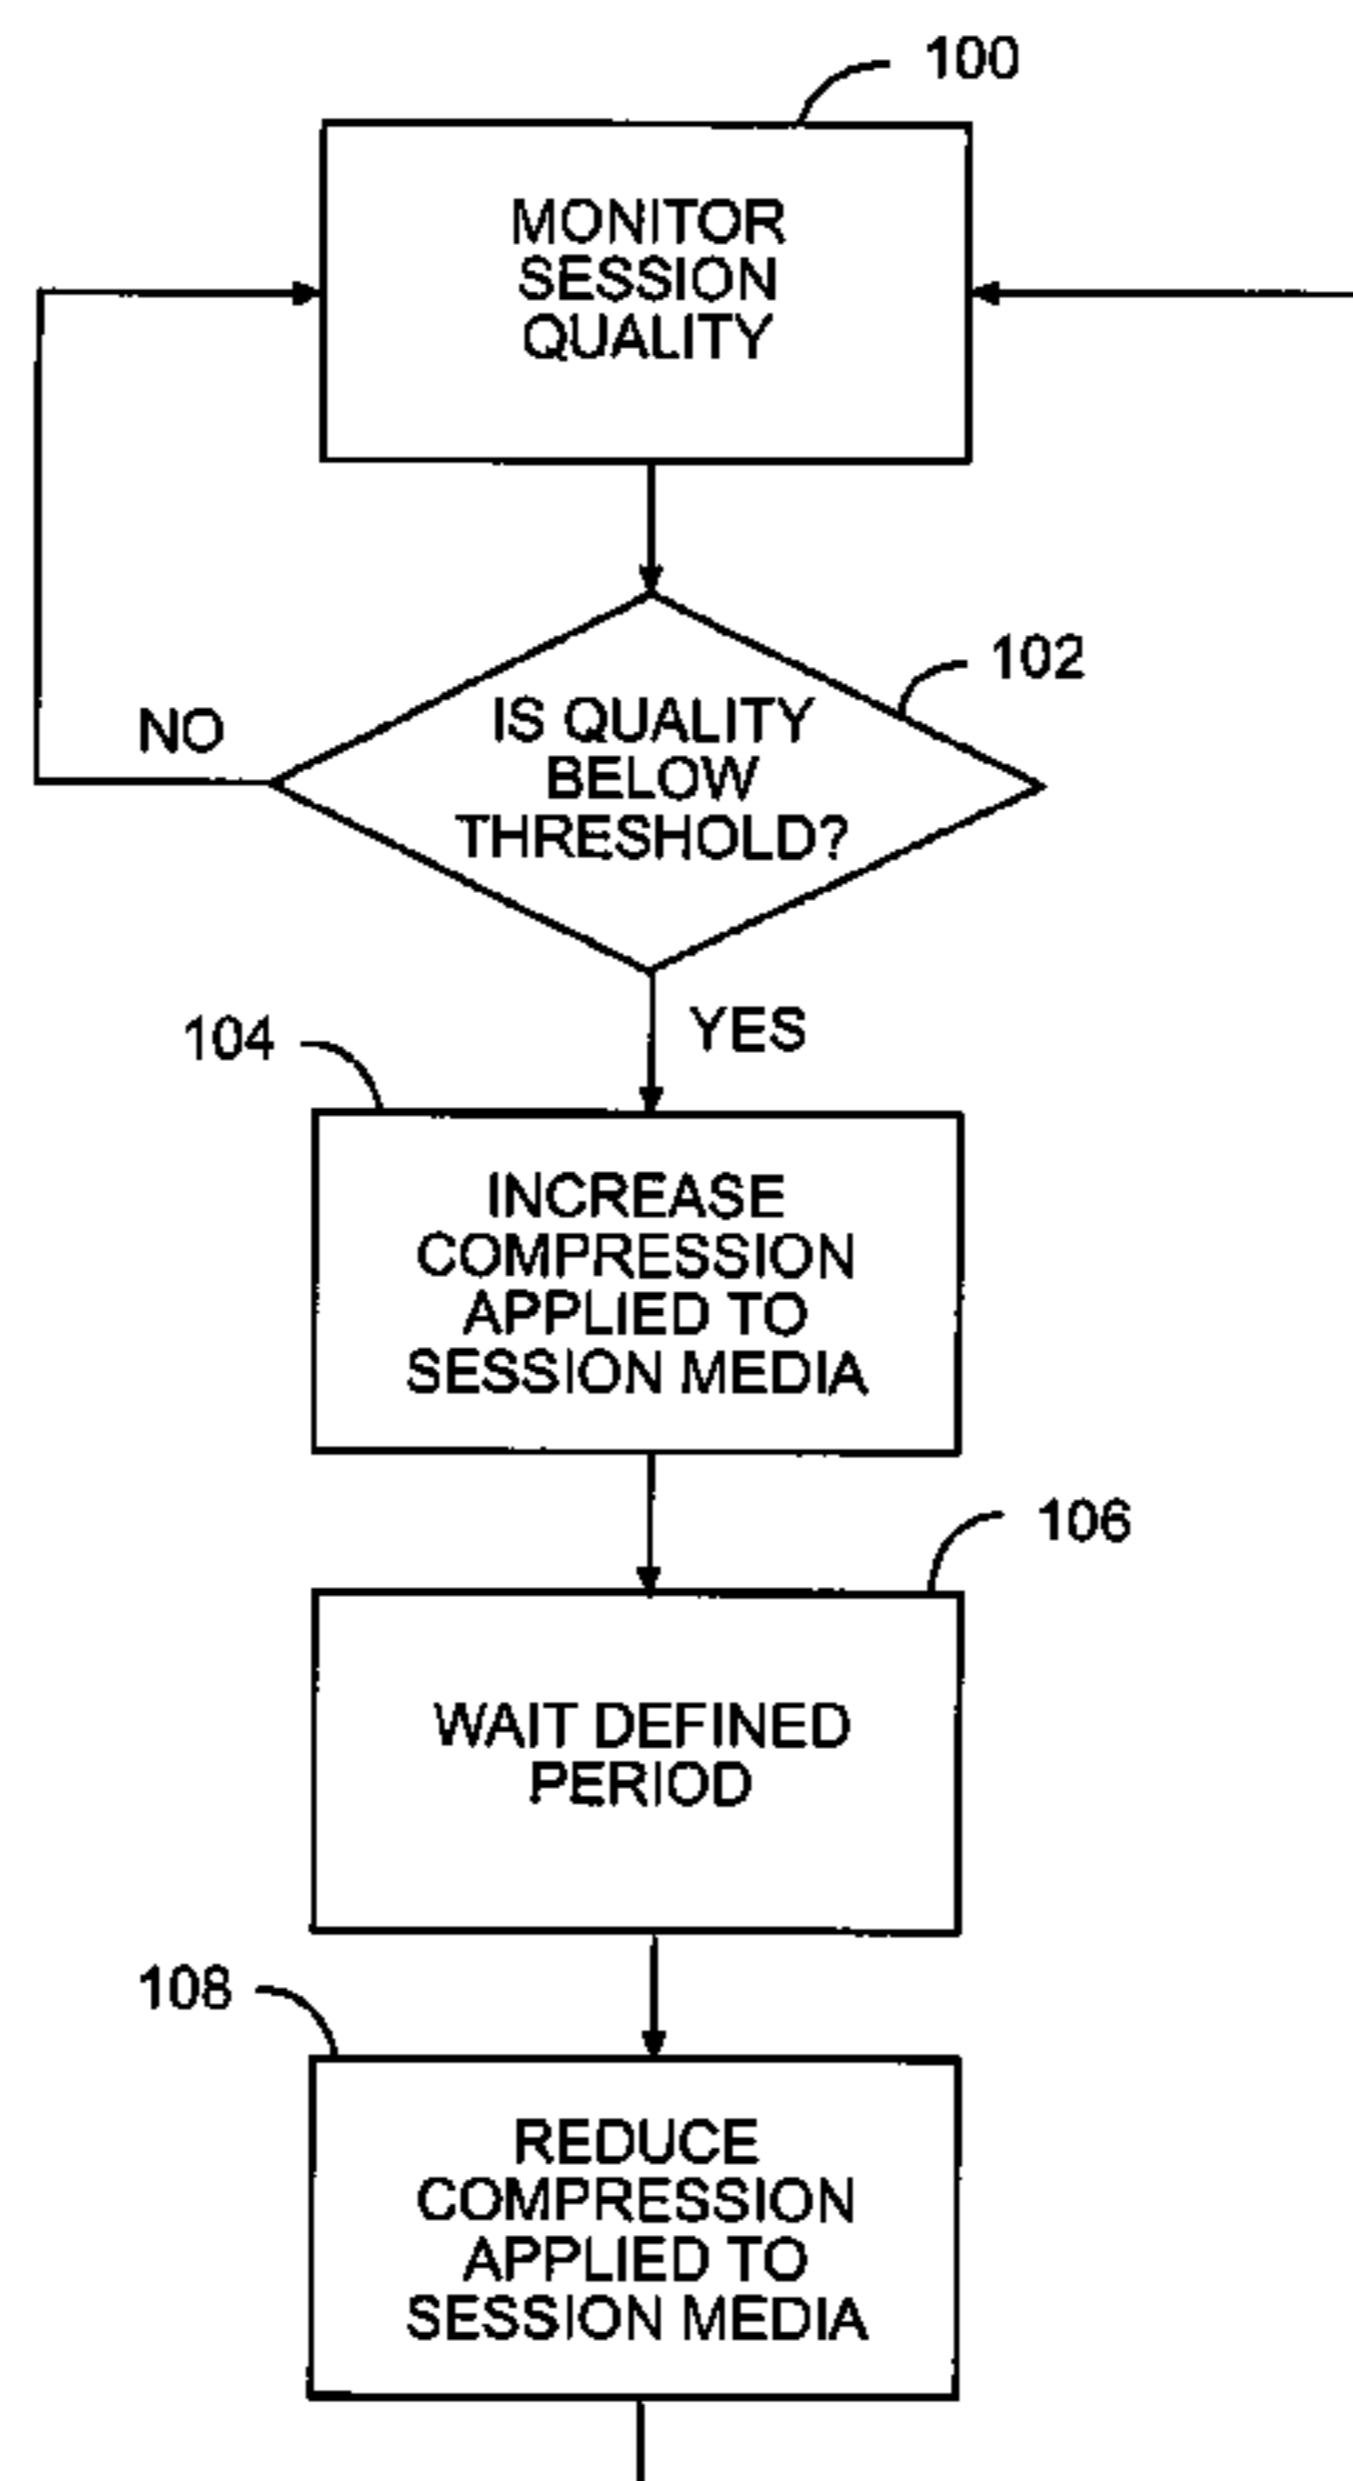 100
MONITOR
SESSION
QUALITY
102
IS QUALITY
BELOW
THRESHOLD?
NO
YES
104
INCREASE
COMPRESSION
APPLIED TO
SESSION MEDIA
106
WAIT DEFINED
PERIOD
108
REDUCE
COMPRESSION
APPLIED TO
SESSION MEDIA